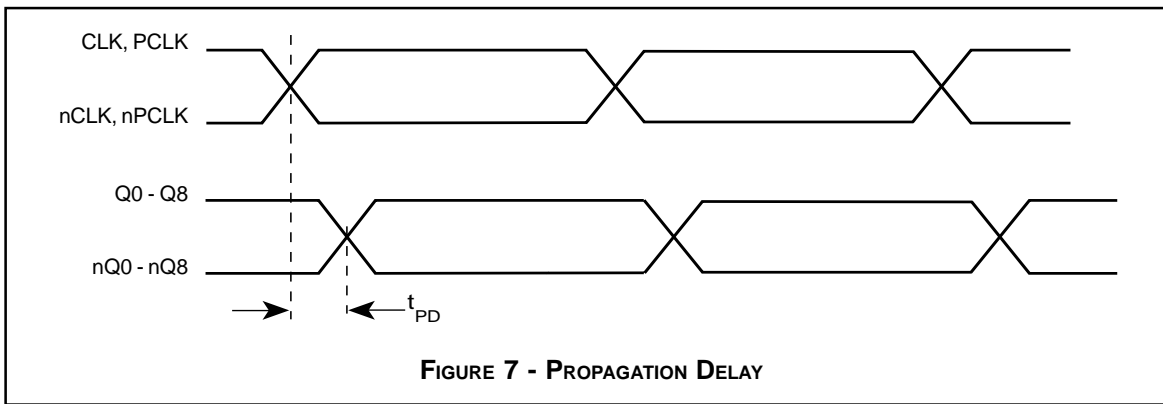 CLK, PCLK
nCLK, nPCLK
Q0 - Q8
nQ0 - nQ8
tPD
FIGURE 7 - PROPAGATION DELAY